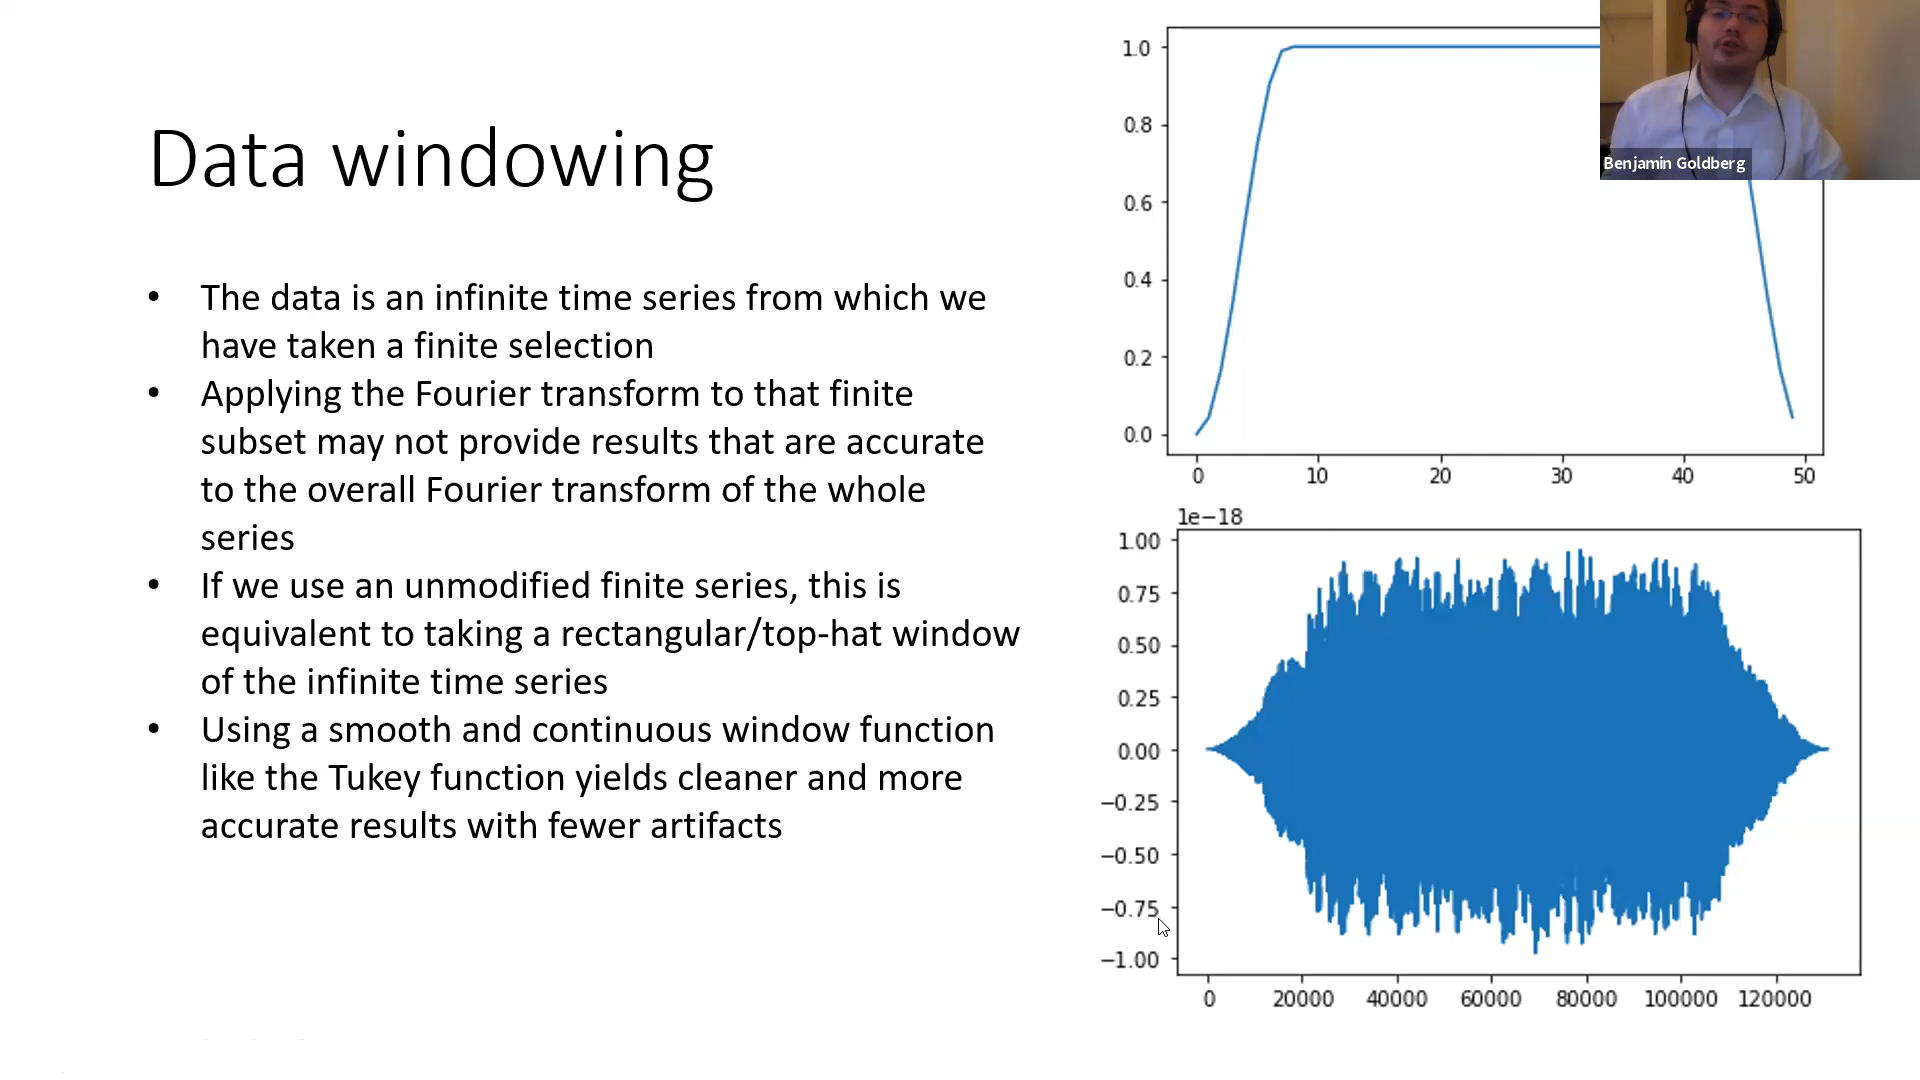 Data windowing
• The data is an infinite time series from which we
have taken a finite selection
• Applying the Fourier transform to that finite
subset may not provide results that are accurate
to the overall Fourier transform of the whole
series
• If we use an unmodified finite series, this is
equivalent to taking a rectangular/top-hat window
of the infinite time series
• Using a smooth and continuous window function
like the Tukey function yields cleaner and more
accurate results with fewer artifacts
1.0
0.8
0.6
0.4
0.2
0.0
0 10 20 30 40 50
Benjamin Goldberg
1e−18
1.00
0.75
0.50
0.25
0.00
−0.25
−0.50
−0.75
−1.00
0 20000 40000 60000 80000 100000 120000